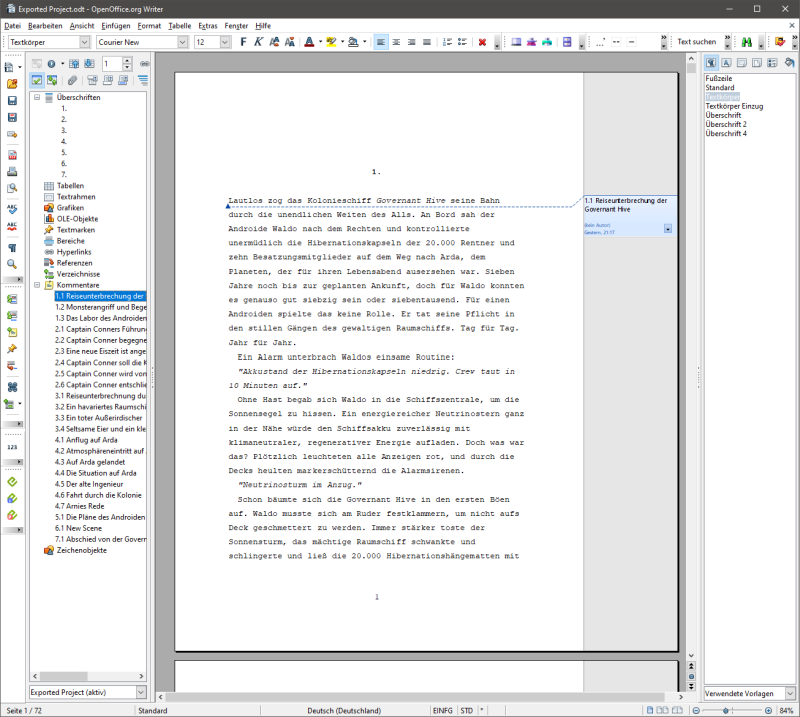 Exported Project.odt - OpenOffice.org Writer
Datei Bearbeiten Ansicht Einfügen Format Tabelle Extras Fenster Hilfe
Textkörper Courier New 12 F K Text suchen
1
Überschriften
1.
2.
3.
4.
5.
6.
7.
Tabellen
Textrahmen
Grafiken
OLE-Objekte
Textmarken
Bereiche
Hyperlinks
Referenzen
Verzeichnisse
Kommentare
1.1 Reiseunterbrechung der
1.2 Monsterangriff und Bege
1.3 Das Labor des Androiden
2.1 Captain Conners Führun
2.2 Captain Conner begegne
2.3 Eine neue Eiszeit ist ange
2.4 Captain Conner soll die K
2.5 Captain Conner wird von
2.6 Captain Conner entschlie
3.1 Reiseunterbrechung du
3.2 Ein havariertes Raumschi
3.3 Ein toter Außerirdischer
3.4 Seltsame Eier und ein kle
4.1 Anflug auf Arda
4.2 Atmosphäreneintritt auf
4.3 Auf Arda gelandet
4.4 Die Situation auf Arda
4.5 Der alte Ingenieur
4.6 Fahrt durch die Kolonie
4.7 Arnies Rede
5.1 Die Pläne des Androiden
6.1 New Scene
7.1 Abschied von der Govern
Zeichenobjekte
Exported Project (aktiv)
123
1.
Lautlos zog das Kolonieschiff Governant Hive seine Bahn
durch die unendlichen Weiten des Alls. An Bord sah der
Androide Waldo nach dem Rechten und kontrollierte
unermüdlich die Hibernationskapseln der 20.000 Rentner und
zehn Besatzungsmitglieder auf dem Weg nach Arda, dem
Planeten, der für ihren Lebensabend ausersehen war. Sieben
Jahre noch bis zur geplanten Ankunft, doch für Waldo konnten
es genauso gut siebzig sein oder siebentausend. Für einen
Androiden spielte das keine Rolle. Er tat seine Pflicht in
den stillen Gängen des gewaltigen Raumschiffs. Tag für Tag.
Jahr für Jahr.
Ein Alarm unterbrach Waldos einsame Routine:
"Akkustand der Hibernationskapseln niedrig. Crew taut in
10 Minuten auf."
Ohne Hast begab sich Waldo in die Schiffszentrale, um die
Sonnensegel zu hissen. Ein energiereicher Neutrinostern ganz
in der Nähe würde den Schiffsakku zuverlässig mit
klimaneutraler, regenerativer Energie aufladen. Doch was war
das? Plötzlich leuchteten alle Anzeigen rot, und durch die
Decks heulten markerschütternd die Alarmsirenen.
"Neutrinosturm im Anzug."
Schon bäumte sich die Governant Hive in den ersten Böen
auf. Waldo musste sich am Ruder festklammern, um nicht aufs
Deck geschmettert zu werden. Immer stärker toste der
Sonnensturm, das mächtige Raumschiff schwankte und
schlingerte und ließ die 20.000 Hibernationshängematten mit
1
1.1 Reiseunterbrechung der
Governant Hive
(kein Autor)
Gestern, 21:17
Fußzeile
Standard
Textkörper
Textkörper Einzug
Überschrift
Überschrift 2
Überschrift 4
Verwendete Vorlagen
Seite 1 / 72 Standard Deutsch (Deutschland) EINFG STD * 84%